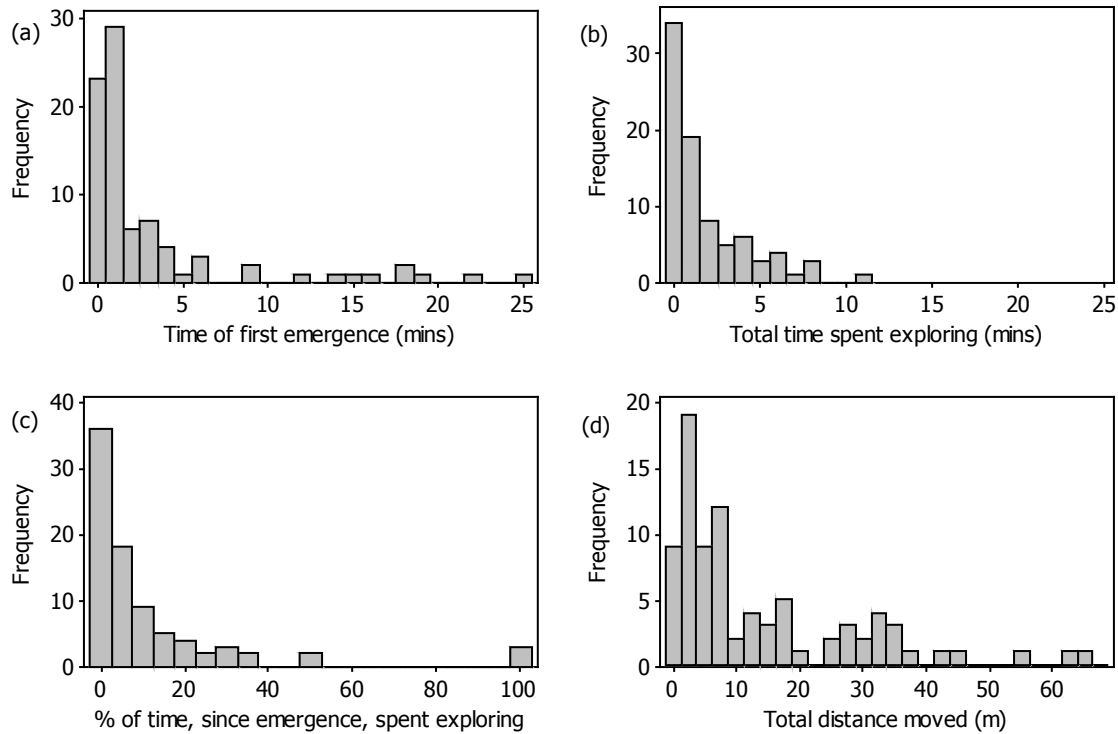 (a)
Frequency
30
20
10
0
0 5 10 15 20 25
Time of first emergence (mins)
(b)
Frequency
30
20
10
0
0 5 10 15 20 25
Total time spent exploring (mins)
(c)
Frequency
40
30
20
10
0
0 20 40 60 80 100
% of time, since emergence, spent exploring
(d)
Frequency
20
15
10
5
0
0 10 20 30 40 50 60
Total distance moved (m)